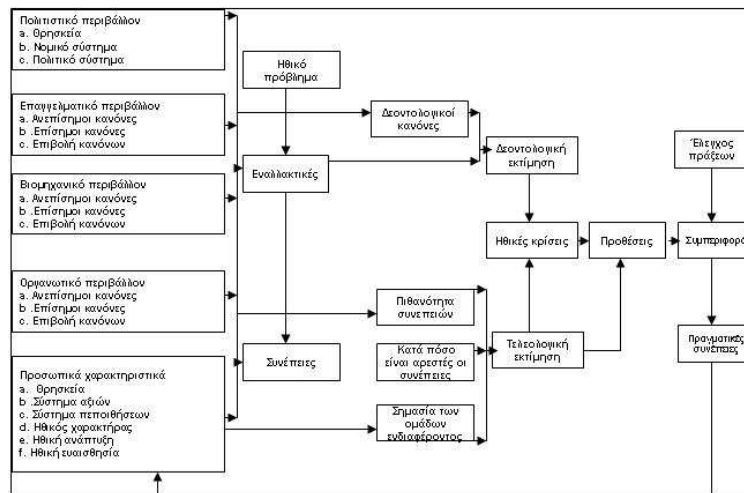 Πολιτιστικό περιβάλλον
a. Θρησκεία
b. Νομικό σύστημα
c. Πολιτικό σύστημα
Επαγγελματικό περιβάλλον
a. Ανεπίσημοι κανόνες
b .Επίσημοι κανόνες
c. Επιβολή κανόνων
Βιομηχανικό περιβάλλον
a. Ανεπίσημοι κανόνες
b .Επίσημοι κανόνες
c. Επιβολή κανόνων
Οργανωτικό περιβάλλον
a. Ανεπίσημοι κανόνες
b .Επίσημοι κανόνες
c. Επιβολή κανόνων
Προσωπικά χαρακτηριστικά
a. Θρησκεία
b .Σύστημα αξιών
c. Σύστημα πεποιθήσεων
d. Ηθικός χαρακτήρας
e. Ηθική ανάπτυξη
f. Ηθική ευαισθησία
Ηθικό
πρόβλημα
Εναλλακτικές
Συνέπειες
Δεοντολογικοί
κανόνες
Πιθανότητα
συνεπειών
Κατά πόσο
είναι αρεστές οι
συνέπειες
Σημασία των
ομάδων
ενδιαφέροντος
Δεοντολογική
εκτίμηση
Ηθικές κρίσεις
Τελεολογική
εκτίμηση
Προθέσεις
Έλεγχος
πράξεων
Συμπεριφορά
Πραγματικές
συνέπειες